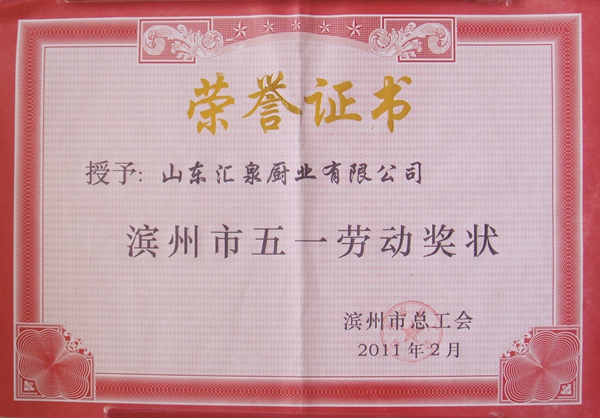 荣誉证书
授予:山东汇泉厨业有限公司
滨州市五一劳动奖状
滨州市总工会
2011年2月